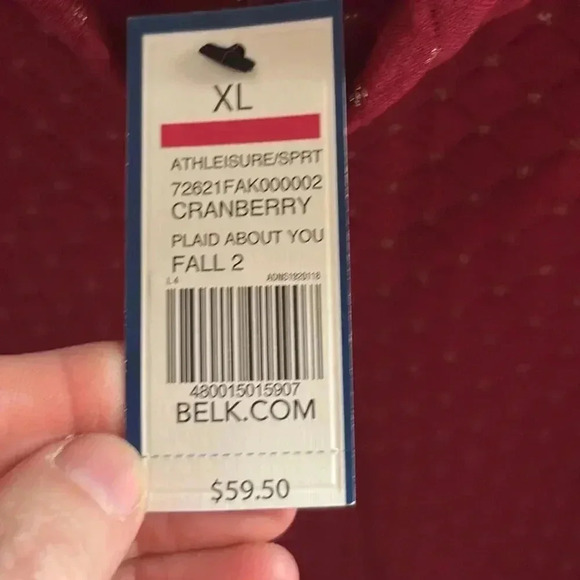 XL
ATHLEISURE/SPRT
72621FAK000002
CRANBERRY
PLAID ABOUT YOU
FALL 2
480015015907
BELK.COM
$59.50